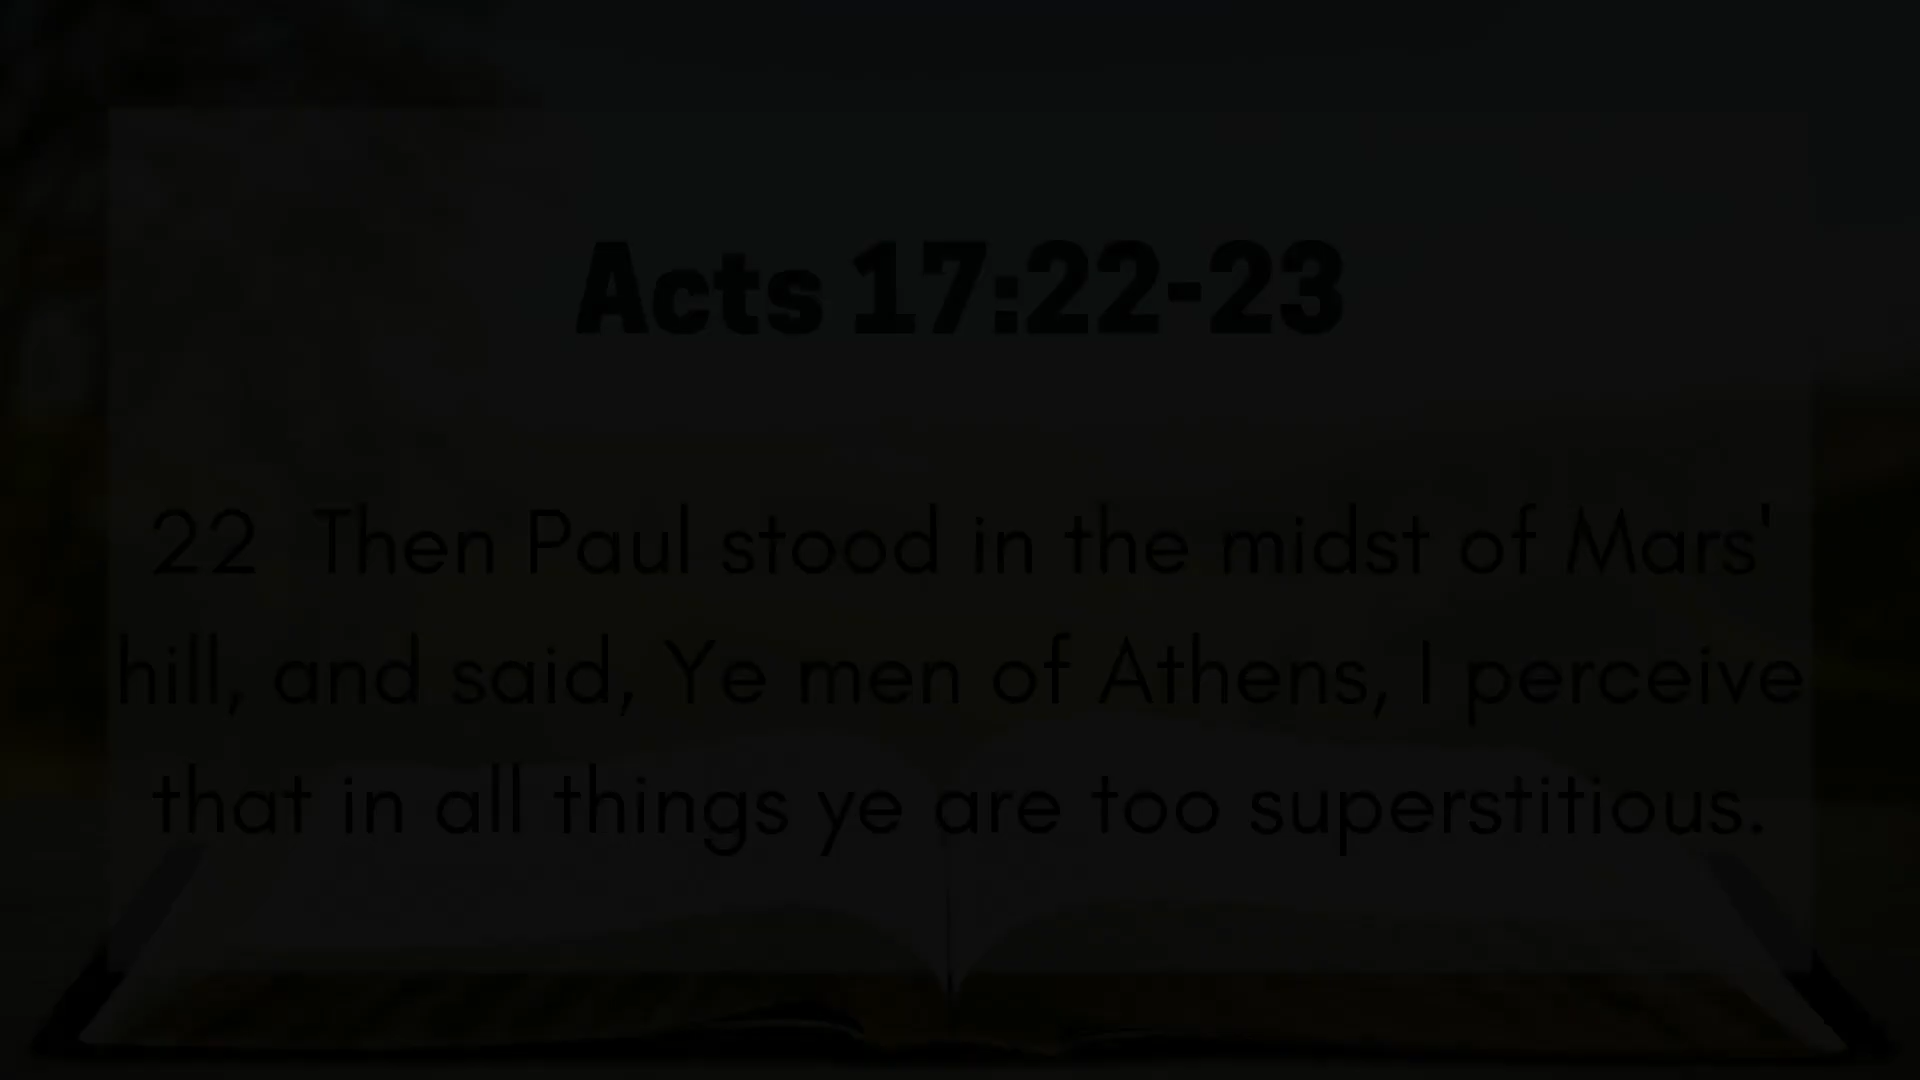 Acts 17:22-23
22 Then Paul stood in the midst of Mars'
hill, and said, Ye men of Athens, I perceive
that in all things ye are too superstitious.